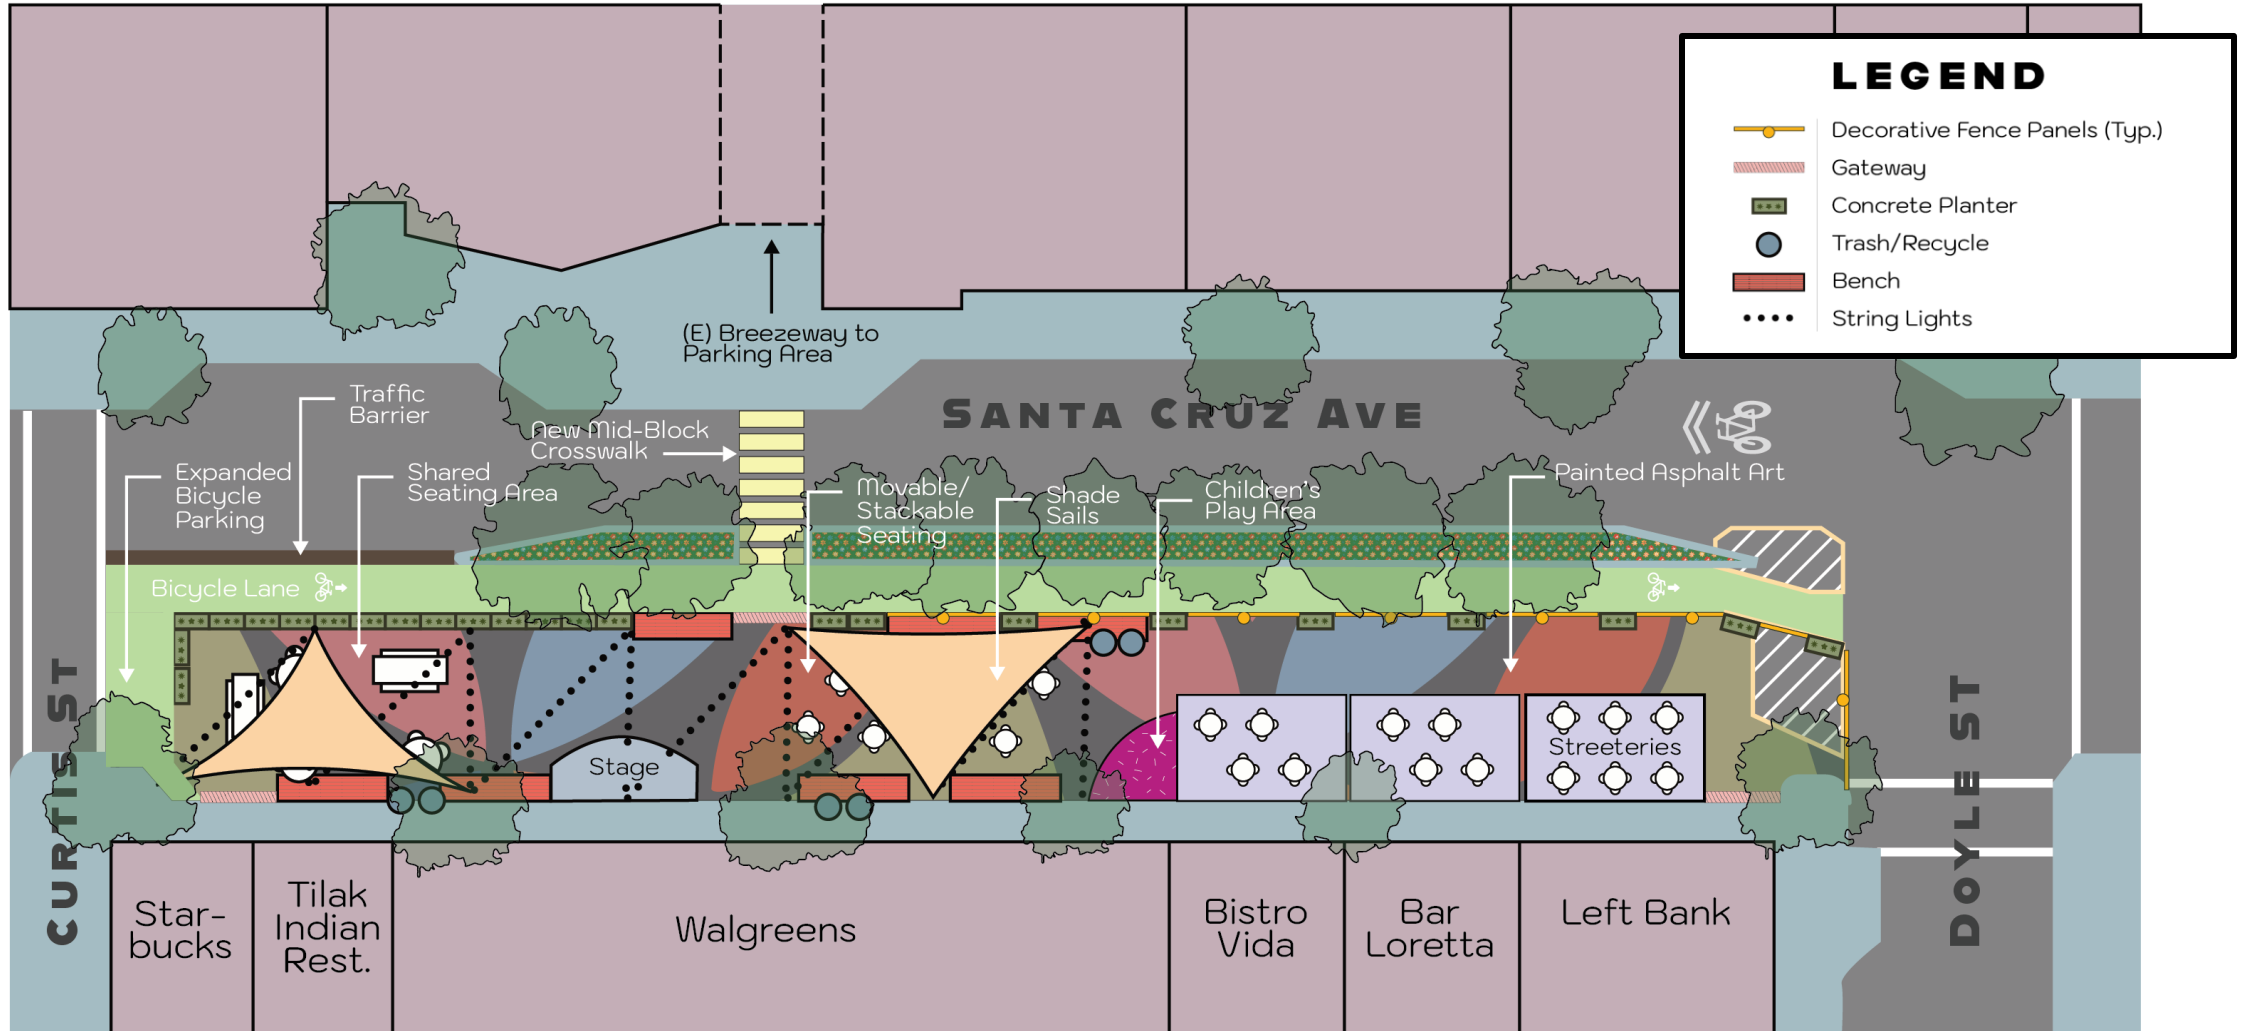 LEGEND
Decorative Fence Panels (Typ.)
Gateway
Concrete Planter
Trash/Recycle
Bench
String Lights
(E) Breezeway to
Parking Area
Traffic
Barrier
SANTA CRUZ AVE
New Mid-Block
Crosswalk
Expanded
Bicycle
Parking
Shared
Seating Area
Movable/
Stackable
Seating
Shade
Sails
Children's
Play Area
Painted Asphalt Art
Bicycle Lane
CURTIS ST
DOYLE ST
Stage
Streeteries
Star-
bucks
Tilak
Indian
Rest.
Walgreens
Bistro
Vida
Bar
Loretta
Left Bank